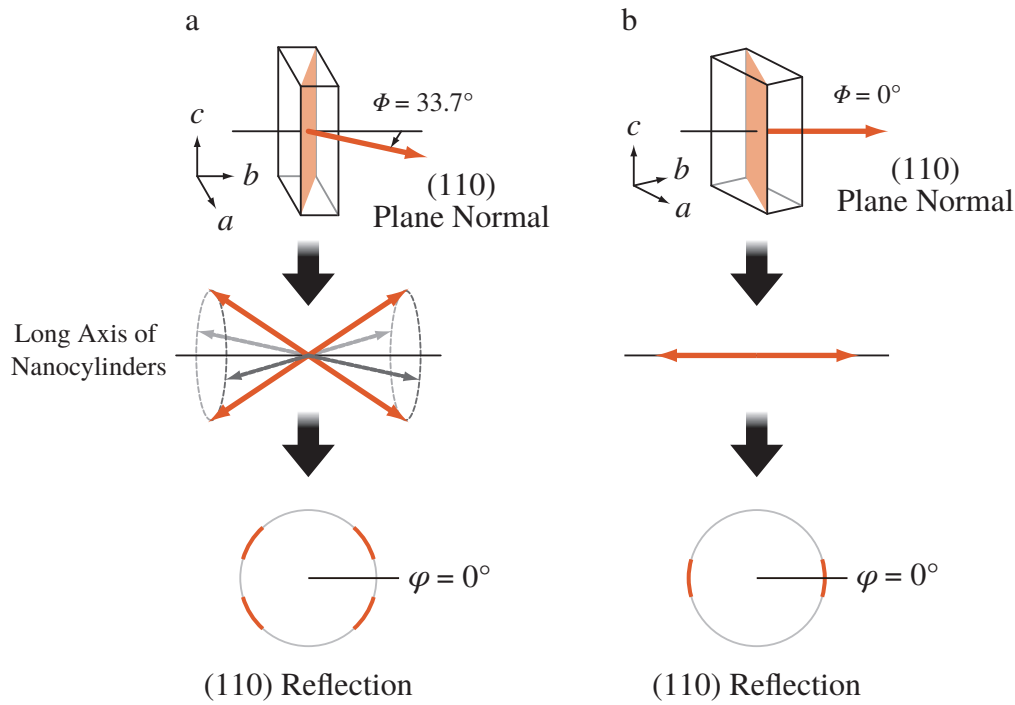 a
Φ = 33.7°
c
b
a
(110)
Plane Normal
b
Φ = 0°
c
b
a
(110)
Plane Normal
Long Axis of
Nanocylinders
φ = 0°
(110) Reflection
φ = 0°
(110) Reflection